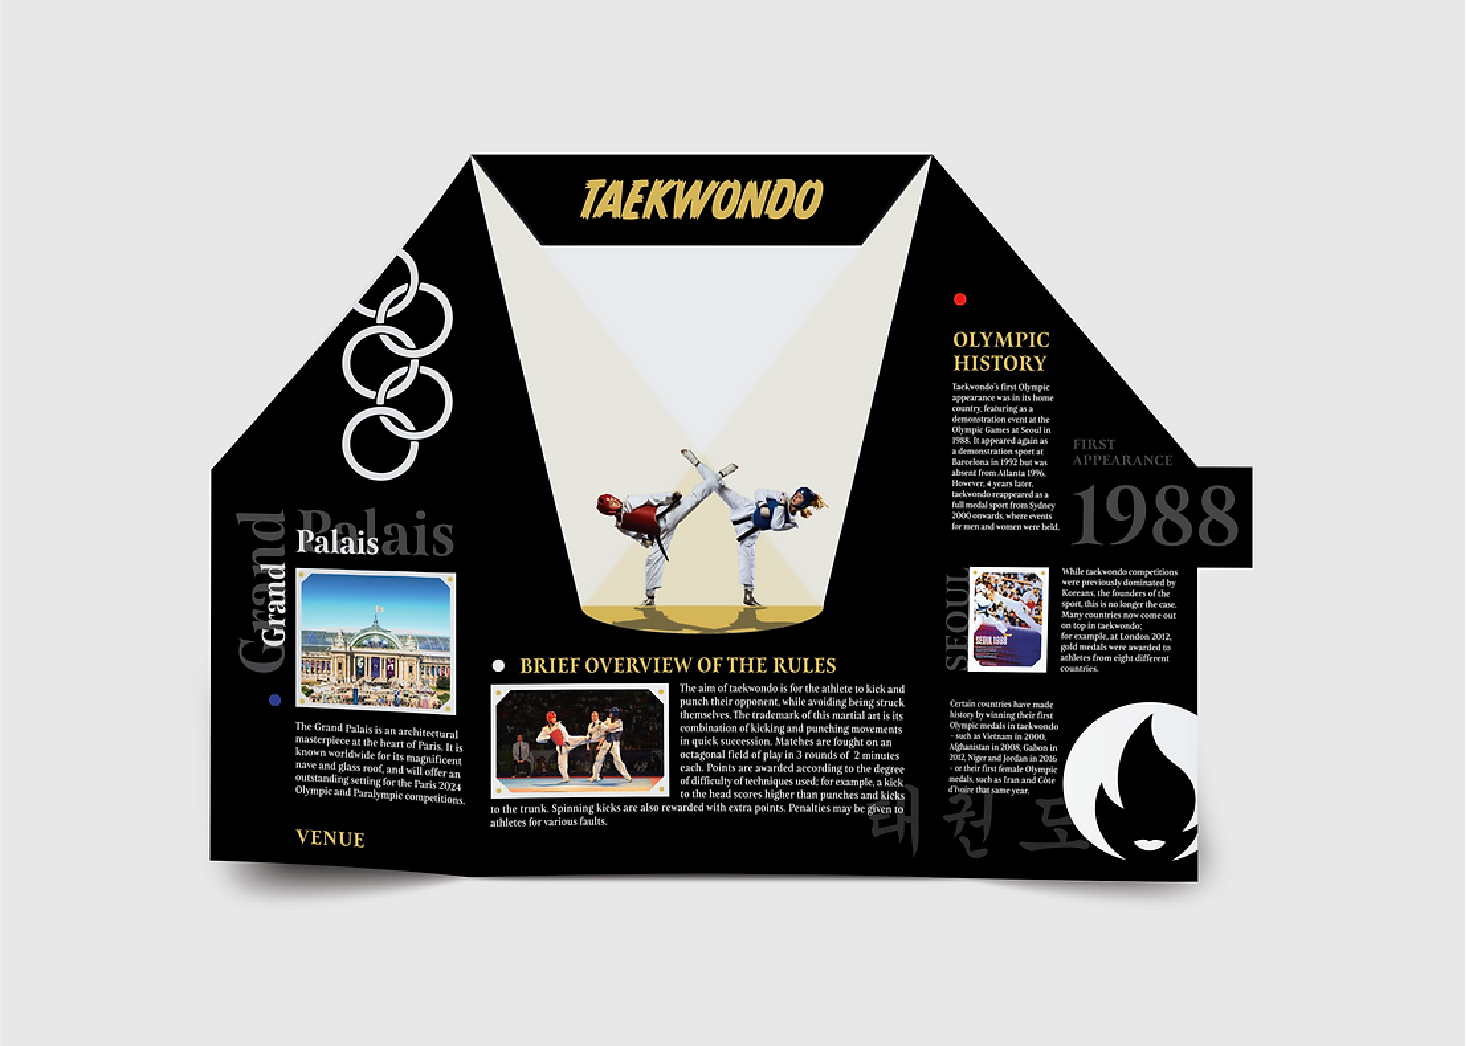 TAEKWONDO
Grand
Grand
Palais
Palais
The Grand Palais is an architectural
masterpiece at the heart of Paris. It is
known worldwide for its magnificent
nave and glass roof, and will offer an
outstanding setting for the Paris 2024
Olympic and Paralympic competitions.
VENUE
BRIEF OVERVIEW OF THE RULES
The aim of taekwondo is for the athlete to kick and
punch their opponent, while avoiding being struck
themselves. The trademark of this martial art is its
combination of kicking and punching movements
in quick succession. Matches are fought on an
octagonal field of play in 3 rounds of 2 minutes
each. Points are awarded according to the degree
of difficulty of techniques used; for example, a kick
to the head scores higher than punches and kicks
to the trunk. Spinning kicks are also rewarded with extra points. Penalties may be given to
athletes for various faults.
OLYMPIC
HISTORY
Taekwondo's first Olympic
appearance was in its home
country, featuring as a
demonstration event at the
Olympic Games at Seoul in
1988. It appeared again as
a demonstration sport at
Barcelona in 1992 but was
absent from Atlanta 1996.
However, 4 years later,
taekwondo reappeared as a
full medal sport from Sydney
2000 onwards, where events
for men and women were held.
FIRST
APPEARANCE
1988
SEOUL
SEOUL 1988
While taekwondo competitions
were previously dominated by
Koreans, the founders of the
sport, this is no longer the case.
Many countries now come out
on top in taekwondo;
for example, at London 2012,
gold medals were awarded to
athletes from eight different
countries.
Certain countries have made
history by winning their first
Olympic medals in taekwondo
- such as Vietnam in 2000,
Afghanistan in 2008, Gabon in
2012, Niger and Jordan in 2016
- or their first female Olympic
medals, such as Iran and Côte
d'Ivoire that same year.
태권도